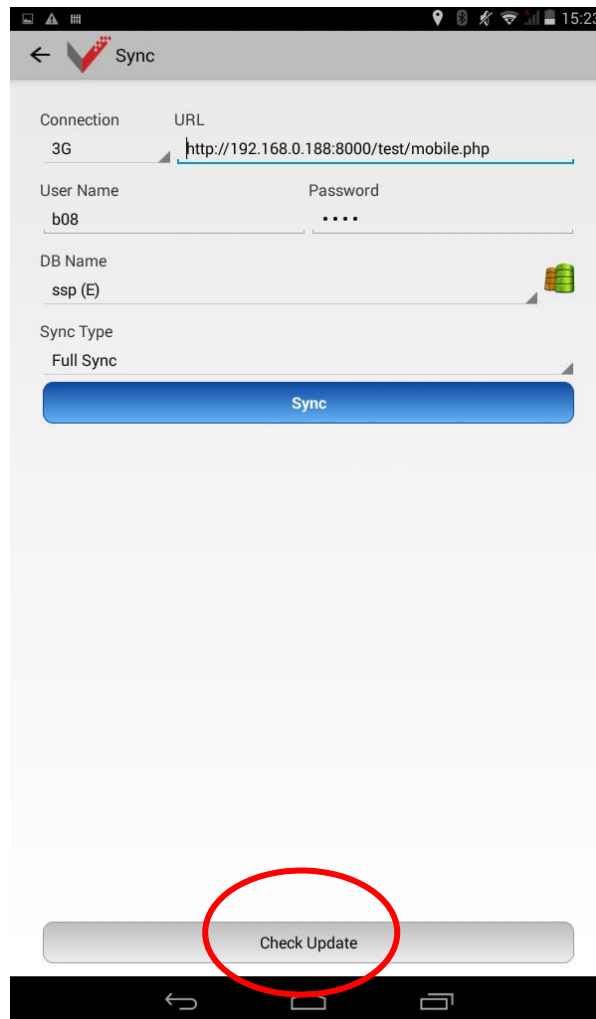 15:23
Sync
Connection URL
3G http://192.168.0.188:8000/test/mobile.php
User Name Password
b08 ····
DB Name
ssp (E)
Sync Type
Full Sync
Sync
Check Update